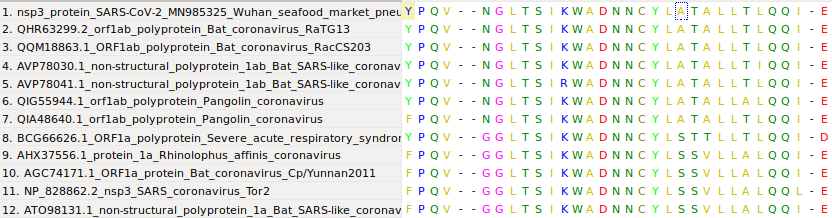 1. nsp3_protein_SARS-CoV-2_MN985325_Wuhan_seafood_market_pneu Y P Q V - - N G L T S I K W A D N N C Y L A T A L L T L Q Q I - E
2. QHR63299.2_orf1ab_polyprotein_Bat_coronavirus_RaTG13 Y P Q V - - N G L T S I K W A D N N C Y L A T A L L T L Q Q I - E
3. QQM18863.1_ORF1ab_polyprotein_Bat_coronavirus_RacCS203 Y P Q V - - N G L T S I K W A D N N C Y L A T A L L T L Q Q I - E
4. AVP78030.1_non-structural_polyprotein_1ab_Bat_SARS-like_coronav Y P Q V - - N G L T S I K W A D N N C Y L A T A L L T I Q Q I - E
5. AVP78041.1_non-structural_polyprotein_1ab_Bat_SARS-like_coronav Y P Q V - - N G L T S I R W A D N N C Y L A T A L L T L Q Q I - E
6. QIG55944.1_orf1ab_polyprotein_Pangolin_coronavirus Y P Q V - - N G L T S I K W A D N N C Y L A T A L L A L Q Q I - E
7. QIA48640.1_orf1ab_polyprotein_Pangolin_coronavirus F P Q V - - N G L T S I K W A D N N C Y L A T A L L T L Q Q I - E
8. BCG66626.1_ORF1a_polyprotein_Severe_acute_respiratory_syndron Y P Q V - - G G L T S I K W A D N N C Y L S T T L L T L Q Q I - D
9. AHX37556.1_protein_1a_Rhinolophus_affinis_coronavirus F P Q V - - G G L T S I K W A D N N C Y L S S V L L A L Q Q I - E
10. AGC74171.1_ORF1a_protein_Bat_coronavirus_Cp/Yunnan2011 F P Q V - - G G L T S I K W A D N N C Y L S S V L L A L Q Q I - E
11. NP_828862.2_nsp3_SARS_coronavirus_Tor2 F P Q V - - G G L T S I K W A D N N C Y L S S V L L A L Q Q L - E
12. ATO98131.1_non-structural_polyprotein_1a_Bat_SARS-like_coronav F P Q V - - G G L T S I K W A D N N C Y L S S V L L A L Q Q I - E